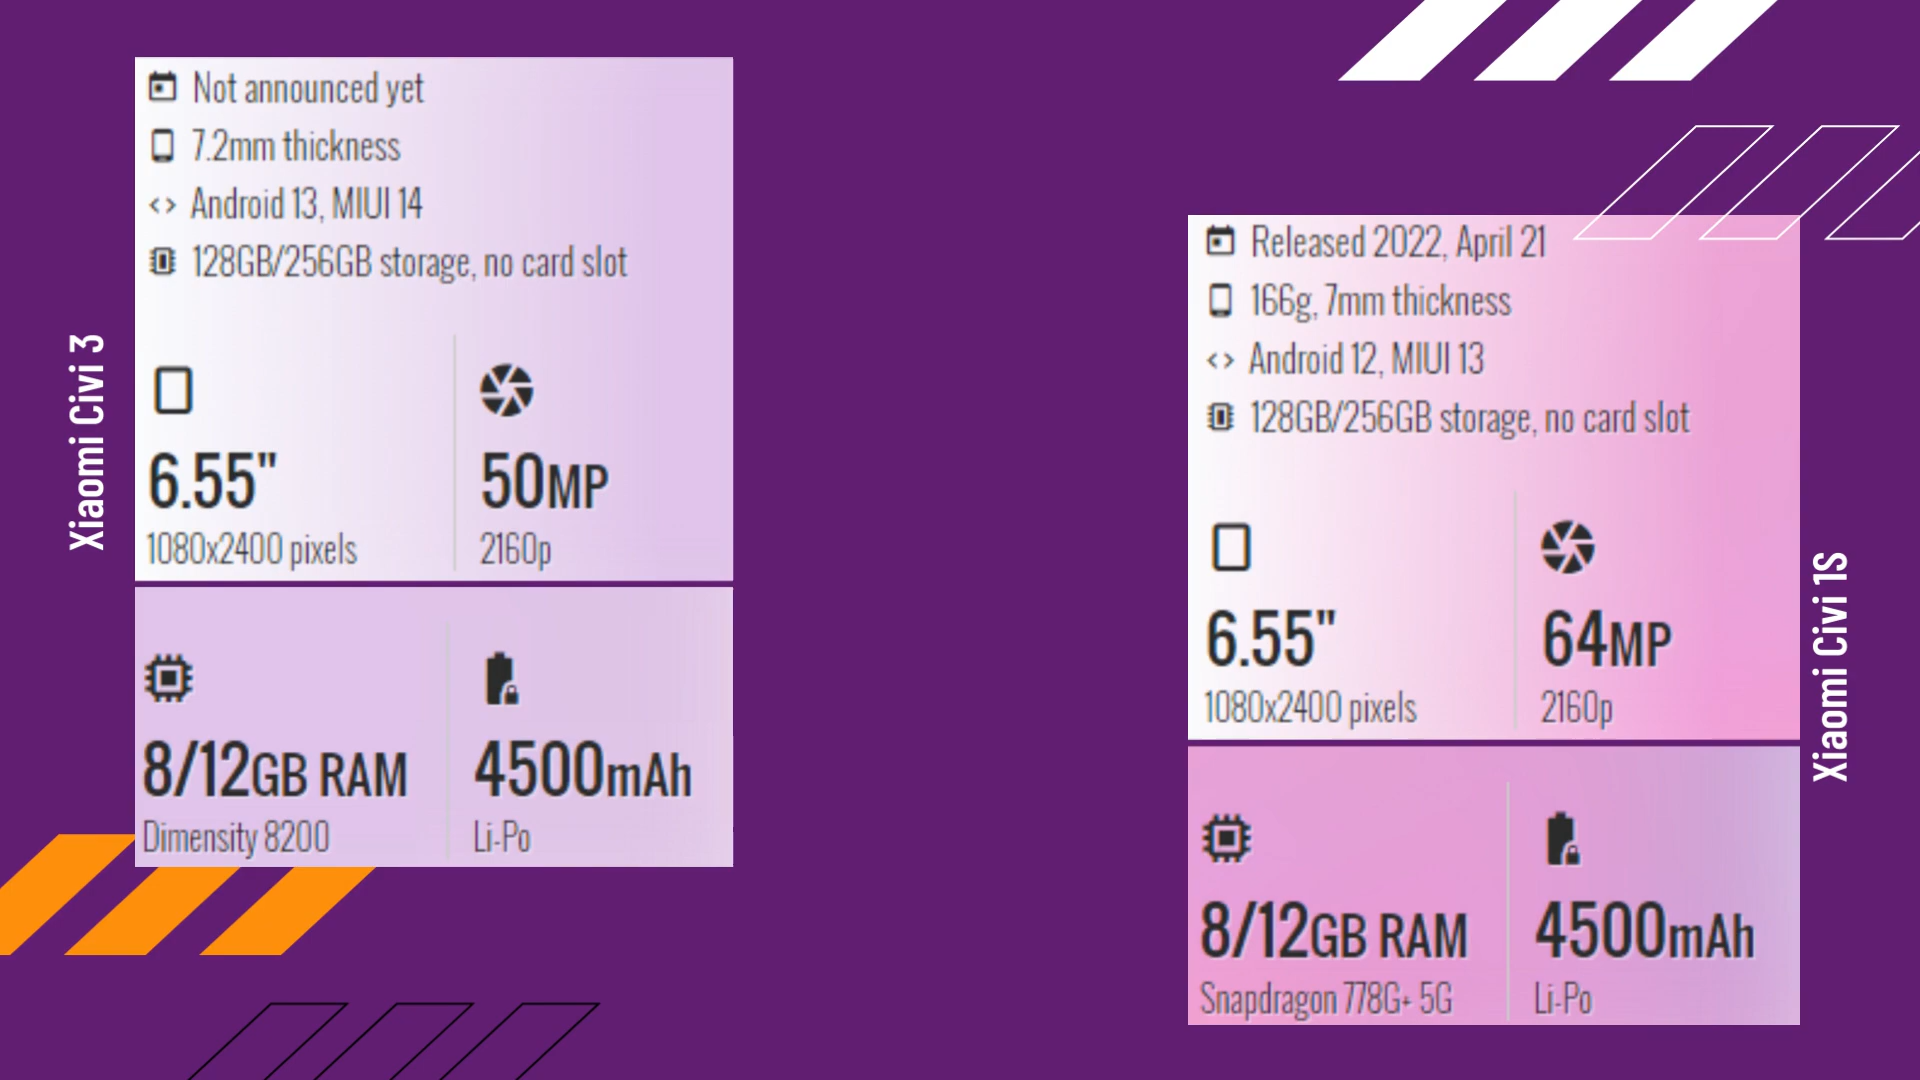 Xiaomi Civi 3
Not announced yet
7.2mm thickness
Android 13, MIUI 14
128GB/256GB storage, no card slot
6.55"
1080x2400 pixels
50MP
2160p
8/12GB RAM
Dimensity 8200
4500mAh
Li-Po
Xiaomi Civi 1S
Released 2022, April 21
166g, 7mm thickness
Android 12, MIUI 13
128GB/256GB storage, no card slot
6.55"
1080x2400 pixels
64MP
2160p
8/12GB RAM
Snapdragon 778G+ 5G
4500mAh
Li-Po